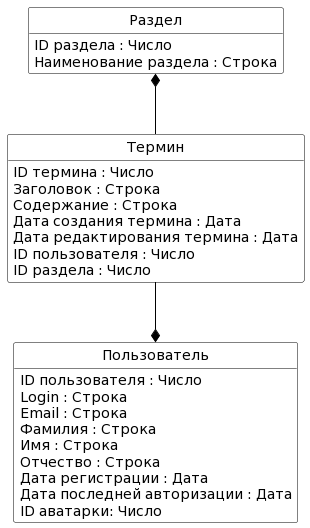 Раздел
ID раздела : Число
Наименование раздела : Строка
Термин
ID термина : Число
Заголовок : Строка
Содержание : Строка
Дата создания термина : Дата
Дата редактирования термина : Дата
ID пользователя : Число
ID раздела : Число
Пользователь
ID пользователя : Число
Login : Строка
Email : Строка
Фамилия : Строка
Имя : Строка
Отчество : Строка
Дата регистрации : Дата
Дата последней авторизации : Дата
ID аватарки: Число